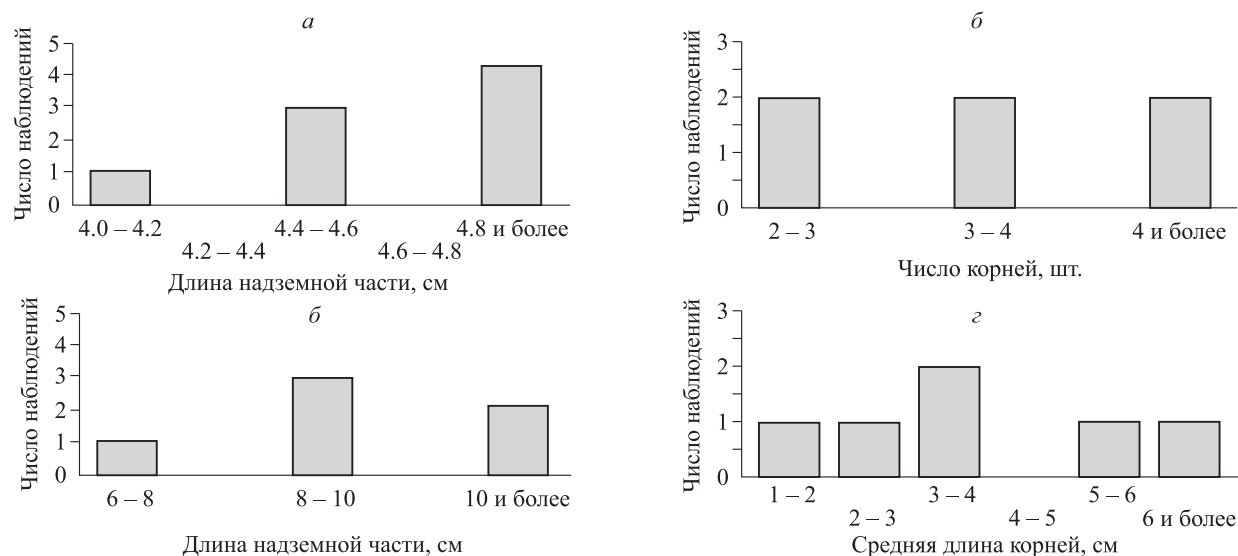 а
Число наблюдений
5
4
3
2
1
0
4.0 – 4.2 4.4 – 4.6 4.8 и более
4.2 – 4.4 4.6 – 4.8
Длина надземной части, см
б
Число наблюдений
3
2
1
0
2 – 3 3 – 4 4 и более
Число корней, шт.
б
Число наблюдений
5
4
3
2
1
0
6 – 8 8 – 10 10 и более
Длина надземной части, см
г
Число наблюдений
3
2
1
0
1 – 2 3 – 4 5 – 6
2 – 3 4 – 5 6 и более
Средняя длина корней, см